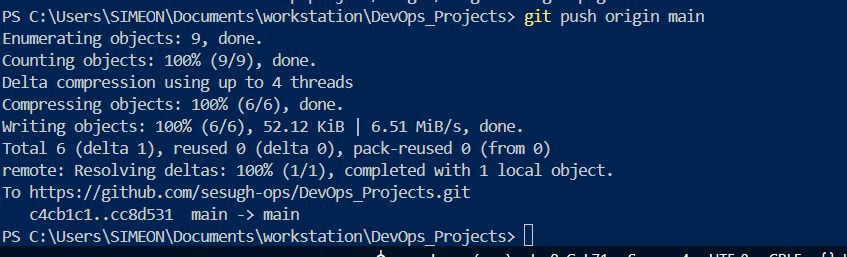 PS C:\Users\SIMEON\Documents\workstation\DevOps_Projects> git push origin main
Enumerating objects: 9, done.
Counting objects: 100% (9/9), done.
Delta compression using up to 4 threads
Compressing objects: 100% (6/6), done.
Writing objects: 100% (6/6), 52.12 KiB | 6.51 MiB/s, done.
Total 6 (delta 1), reused 0 (delta 0), pack-reused 0 (from 0)
remote: Resolving deltas: 100% (1/1), completed with 1 local object.
To https://github.com/sesugh-ops/DevOps_Projects.git
   c4cb1c1..cc8d531  main -> main
PS C:\Users\SIMEON\Documents\workstation\DevOps_Projects>